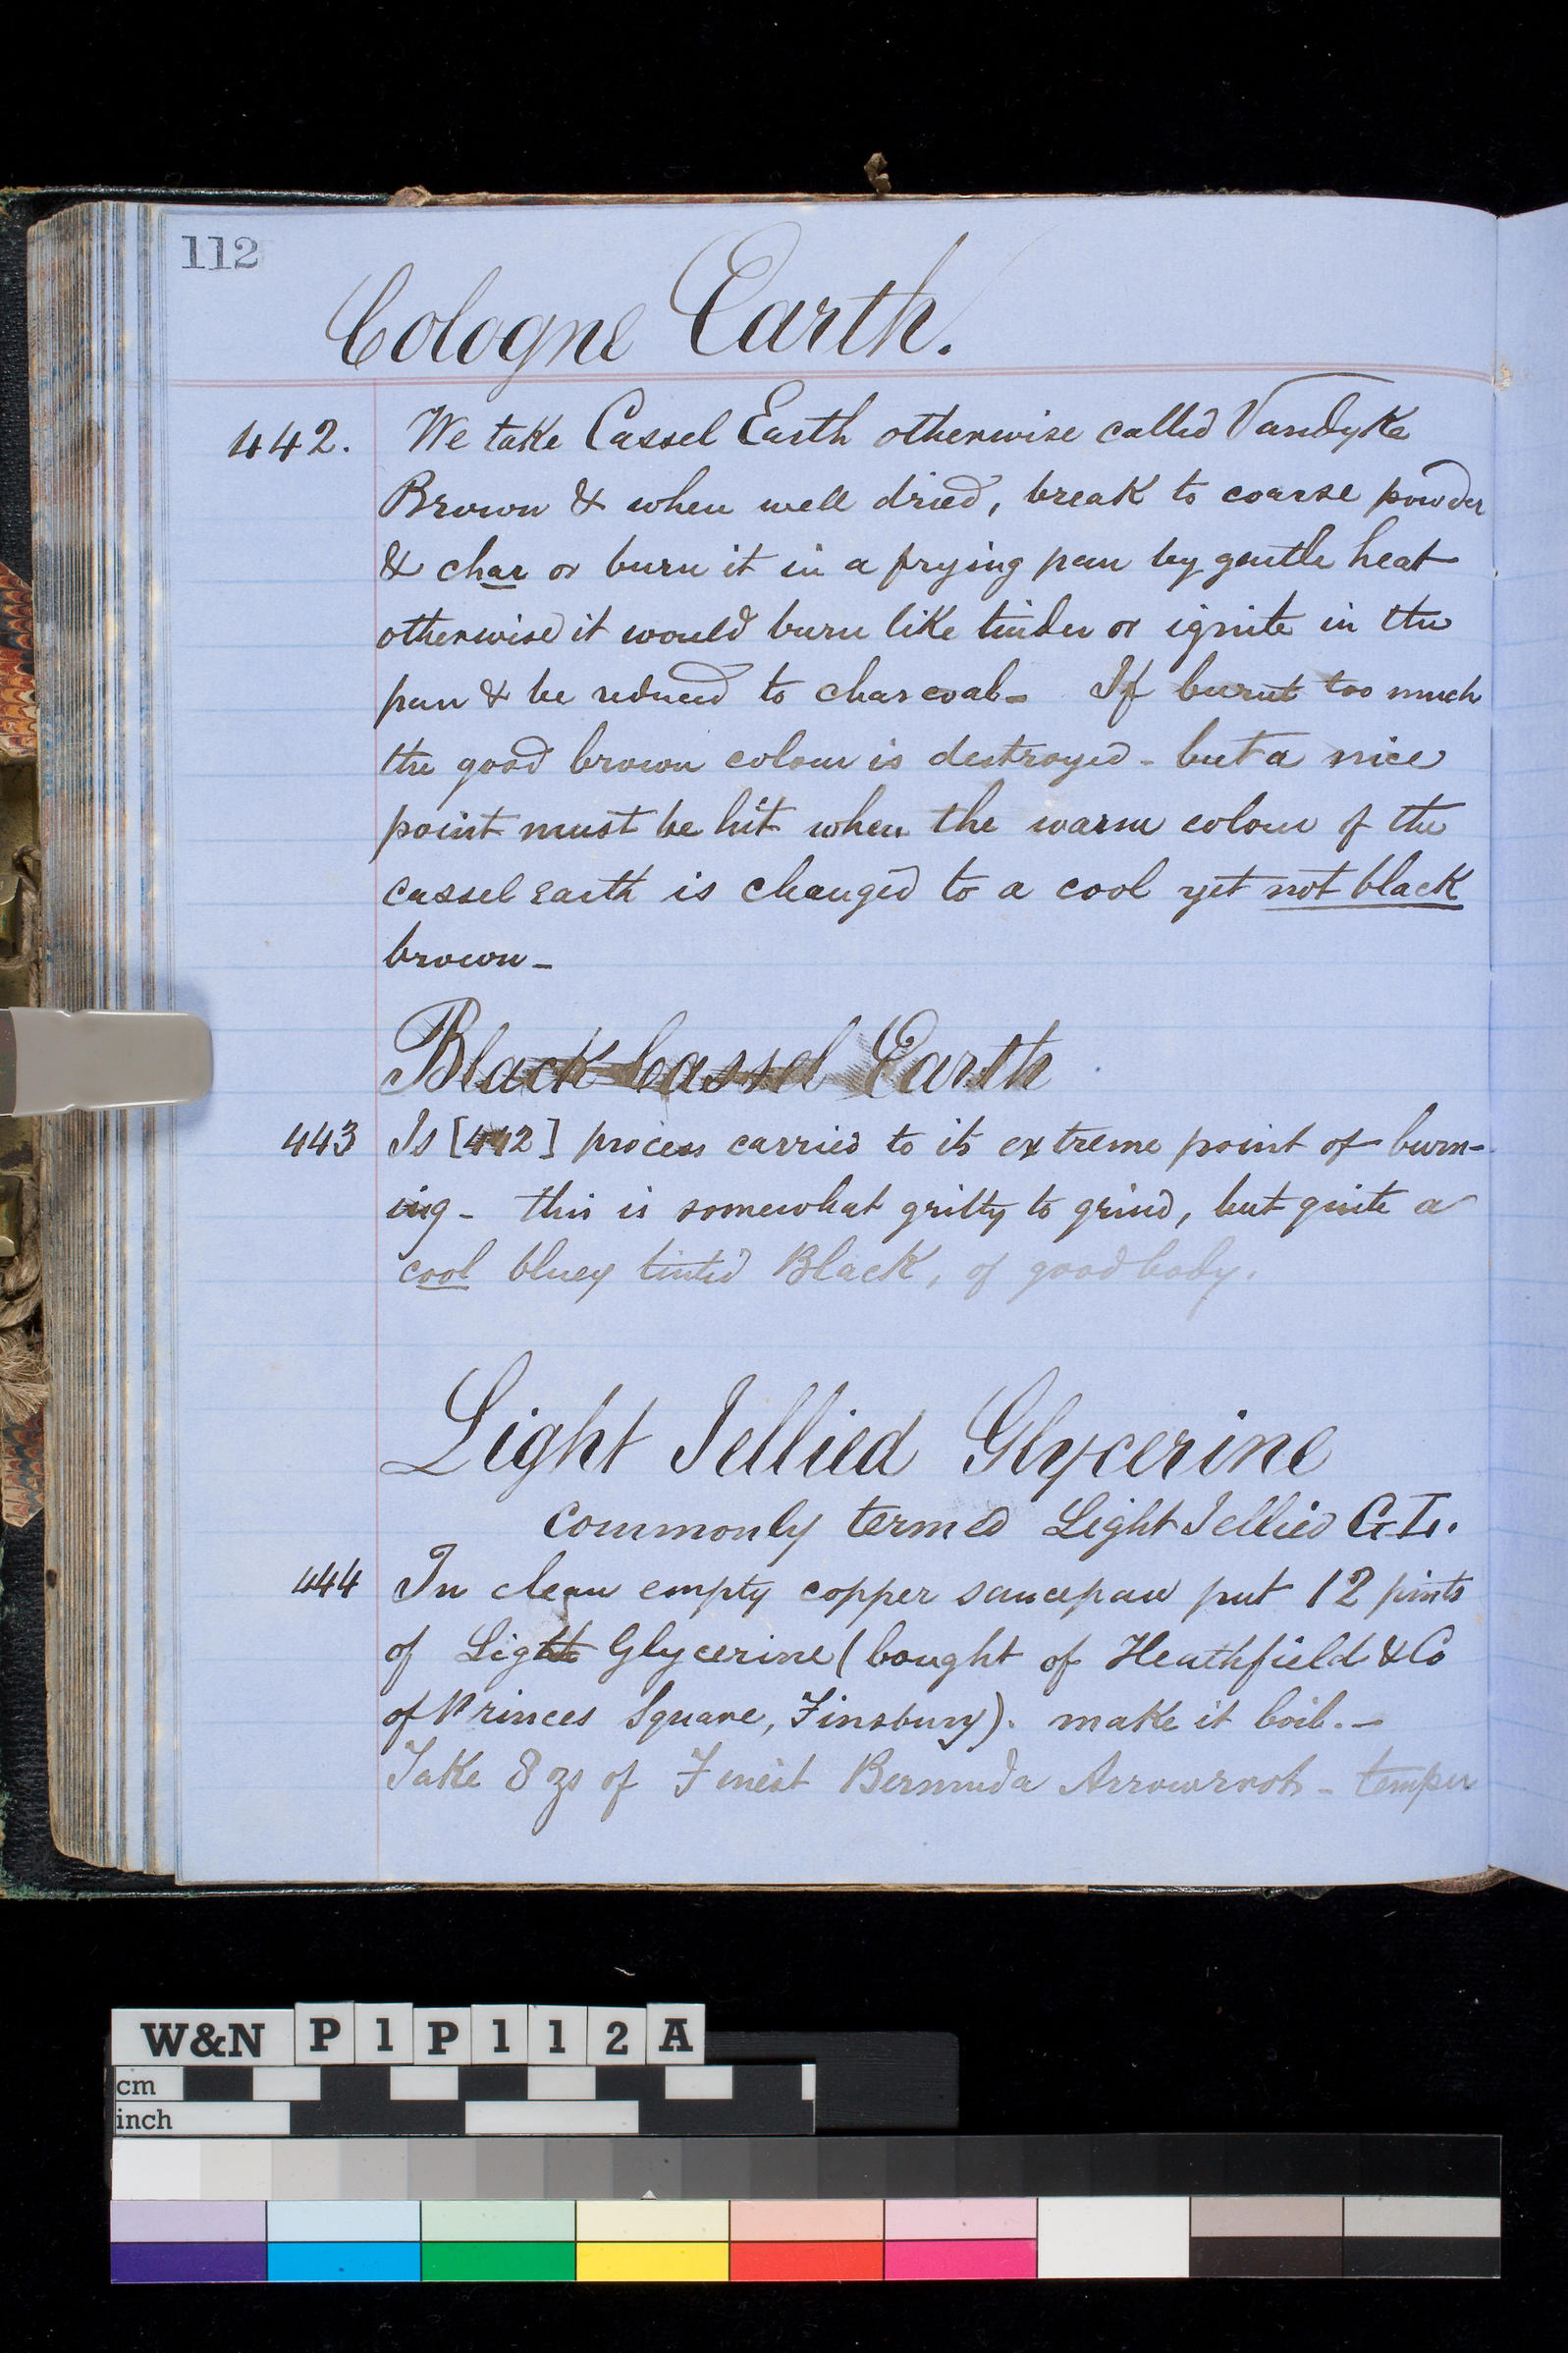 112
Cologne Earth.
442. We take Cassel Earth otherwise called Vandyke
Brown & when well dried, break to coarse powder
& char or burn it in a frying pan by gentle heat
otherwise it would burn like tinder or ignite in the
pan & be reduced to charcoal- If burnt too much
the good brown colour is destroyed - but a nice
point must be hit when the warm colour of the
Cassel Earth is changed to a cool yet not black
brown-
Black Cassel Earth
443 Is [442] process carried to its extreme point of burn-
ing - this is somewhat gritty to grind, but quite a
cool bluey tinted Black, of good body.
Light Jellied Glycerine
commonly termed Light Jellied G.L.
444 In clean empty copper saucepan put 12 pints
of Light Glycerine (bought of Heathfield & Co
of Princes Square, Finsbury). make it boil. -
Take 8 ozs of Finest Bermuda Arrowroot - temper
W&N P1P112A
cm
inch